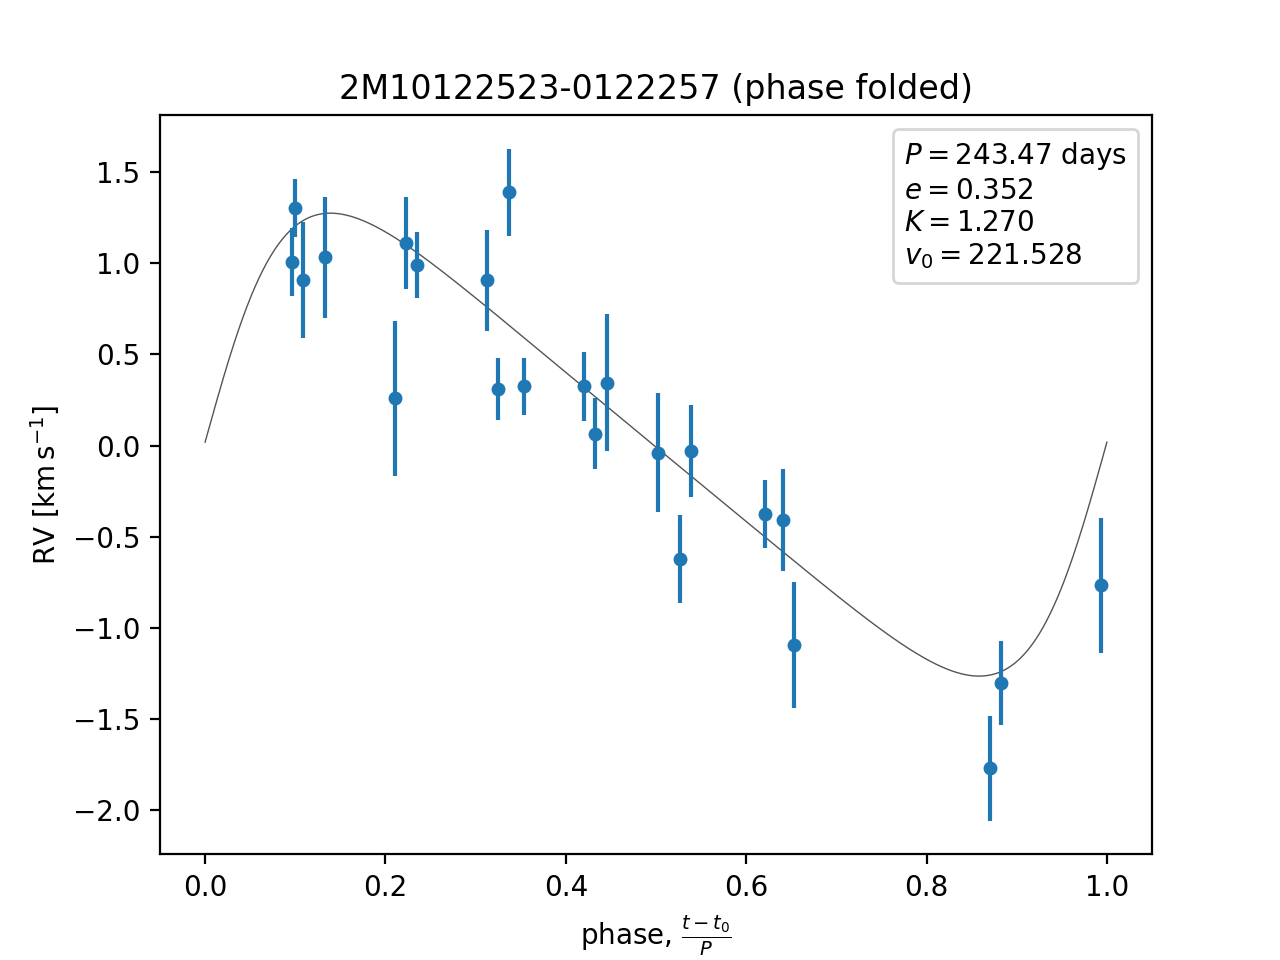 2M10122523-0122257 (phase folded)
P = 243.47 days
e = 0.352
K = 1.270
v₀ = 221.528
1.5
1.0
0.5
0.0
−0.5
−1.0
−1.5
−2.0
RV [km s⁻¹]
0.0 0.2 0.4 0.6 0.8 1.0
phase, (t − t₀)/P